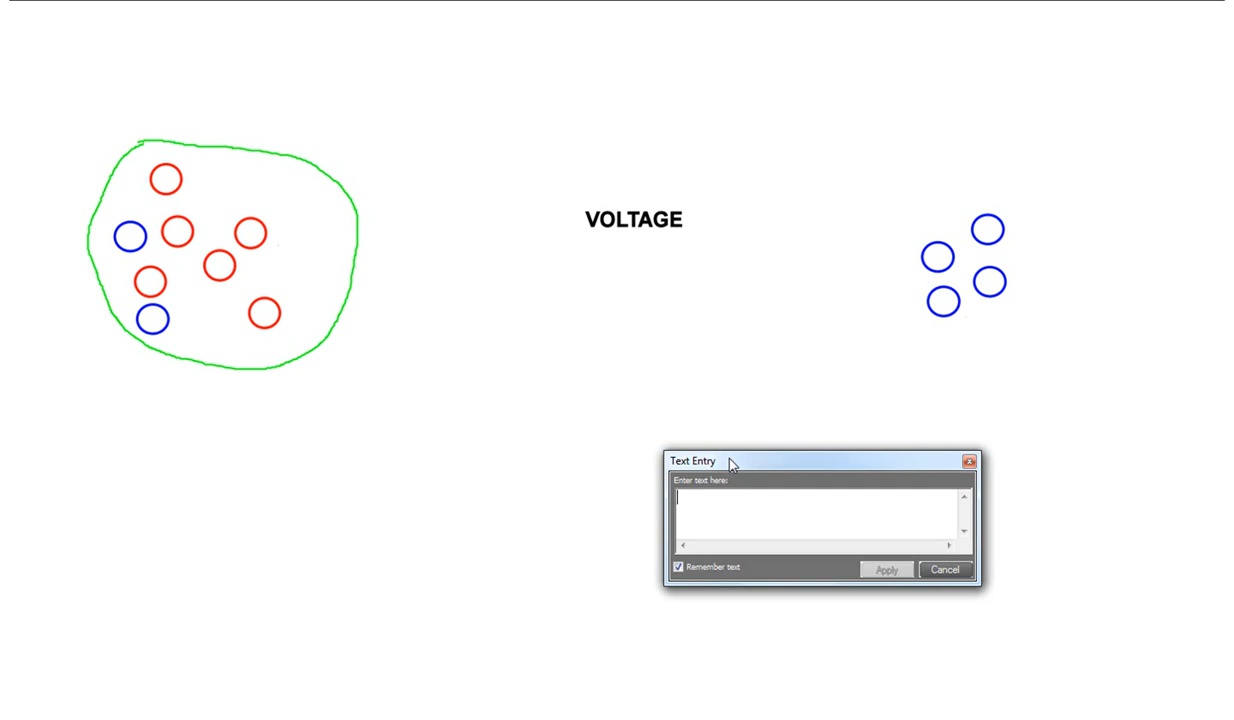 VOLTAGE
Text Entry
Enter text here:
Remember text
Apply
Cancel